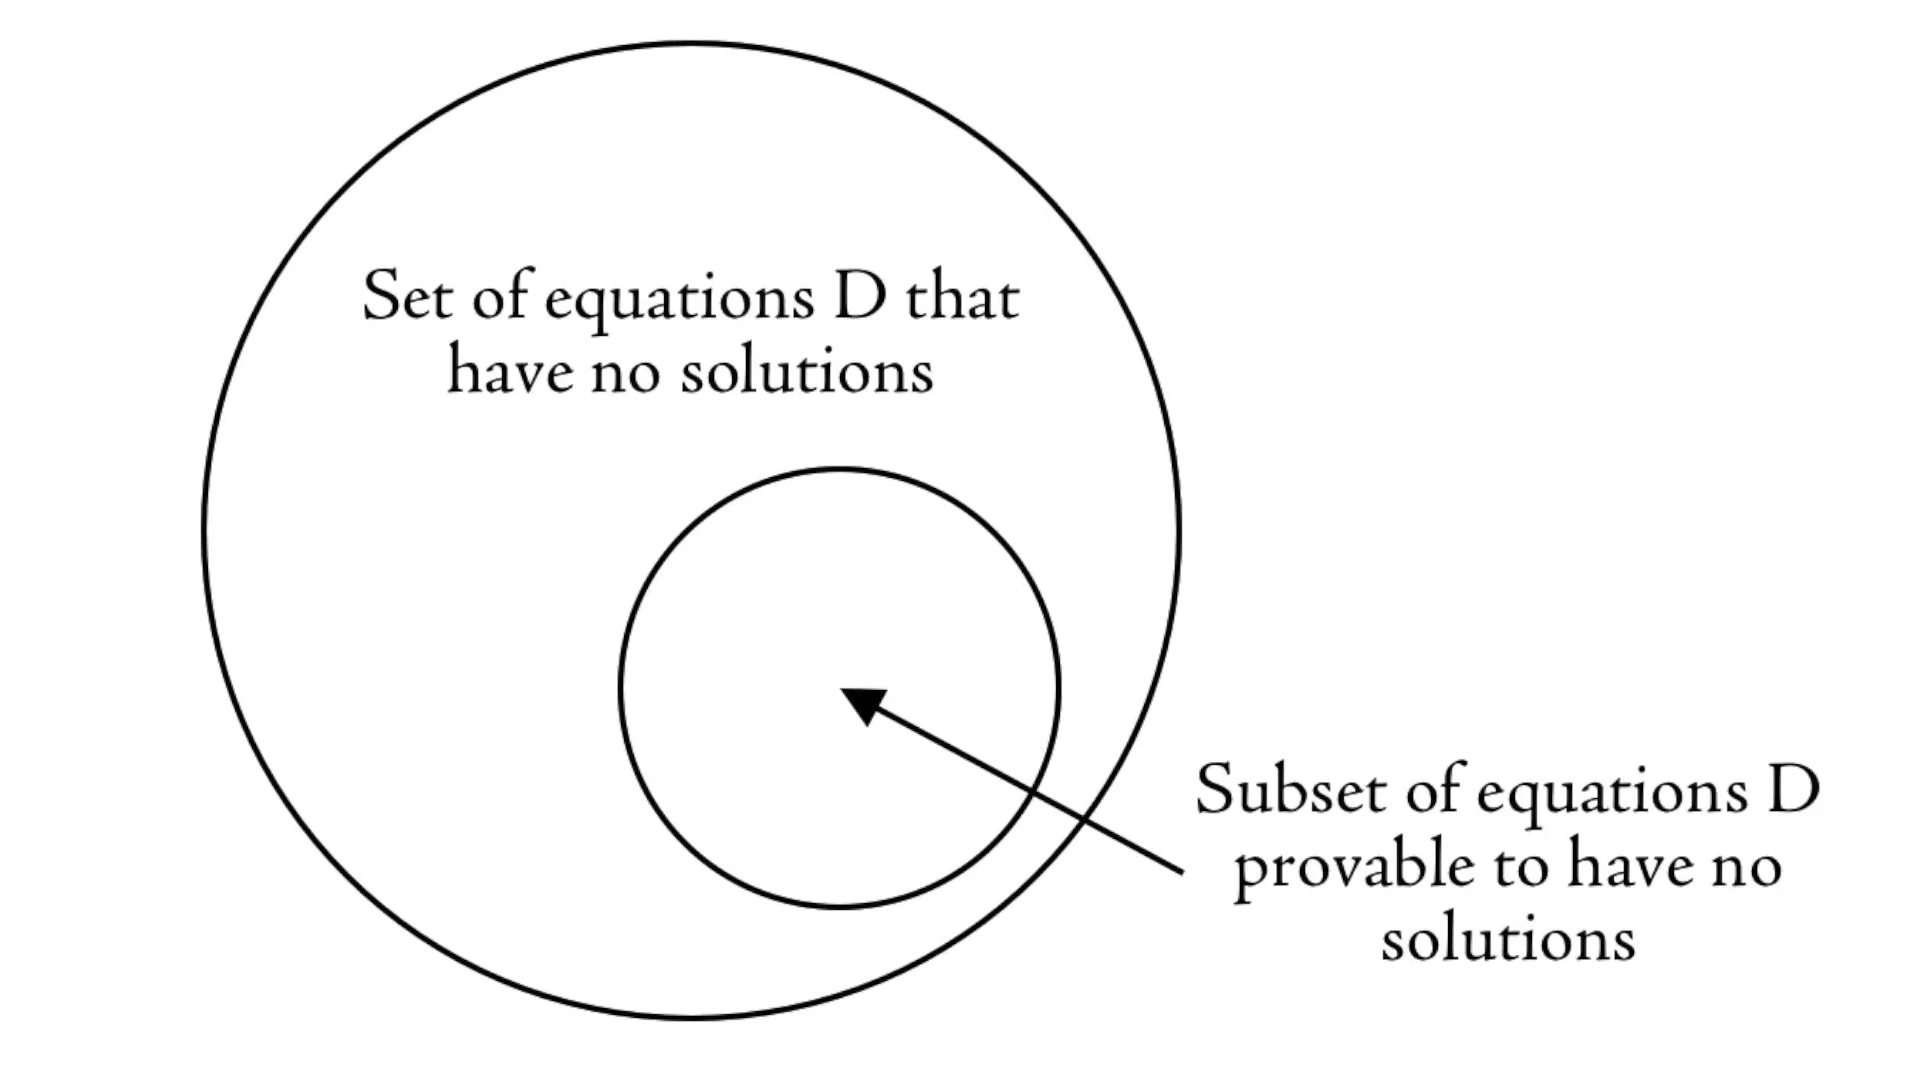 Set of equations D that
have no solutions
Subset of equations D
provable to have no
solutions